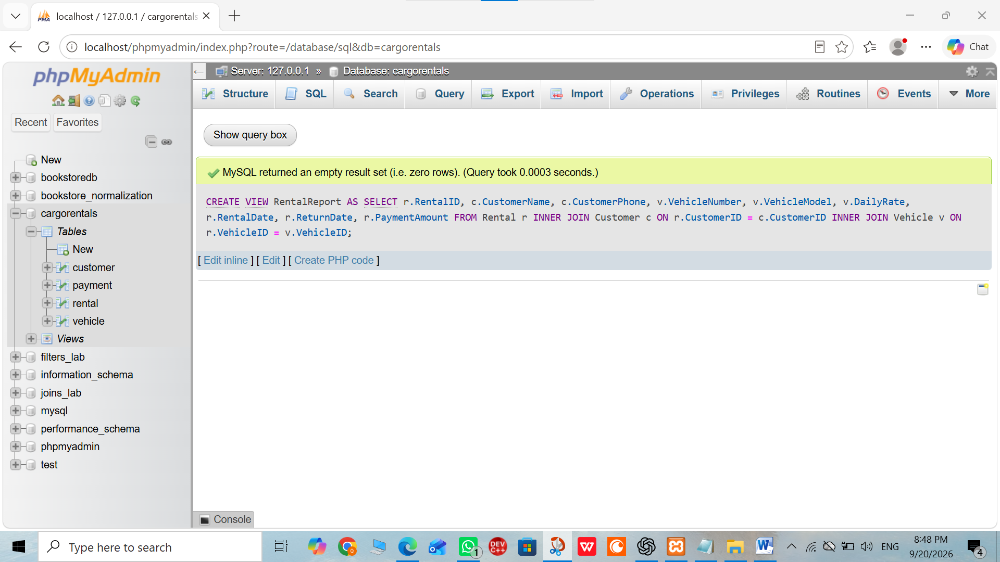 localhost / 127.0.0.1 / cargorentals
localhost/phpmyadmin/index.php?route=/database/sql&db=cargorentals
Chat
phpMyAdmin
Recent
Favorites
New
bookstoredb
bookstore_normalization
cargorentals
Tables
New
customer
payment
rental
vehicle
Views
filters_lab
information_schema
joins_lab
mysql
performance_schema
phpmyadmin
test
Server: 127.0.0.1 » Database: cargorentals
Structure
SQL
Search
Query
Export
Import
Operations
Privileges
Routines
Events
More
Show query box
MySQL returned an empty result set (i.e. zero rows). (Query took 0.0003 seconds.)
CREATE VIEW RentalReport AS SELECT r.RentalID, c.CustomerName, c.CustomerPhone, v.VehicleNumber, v.VehicleModel, v.DailyRate,
r.RentalDate, r.ReturnDate, r.PaymentAmount FROM Rental r INNER JOIN Customer c ON r.CustomerID = c.CustomerID INNER JOIN Vehicle v ON
r.VehicleID = v.VehicleID;
[ Edit inline ] [ Edit ] [ Create PHP code ]
Console
Type here to search
1
DEV
C++
ENG
8:48 PM
9/20/2026
4